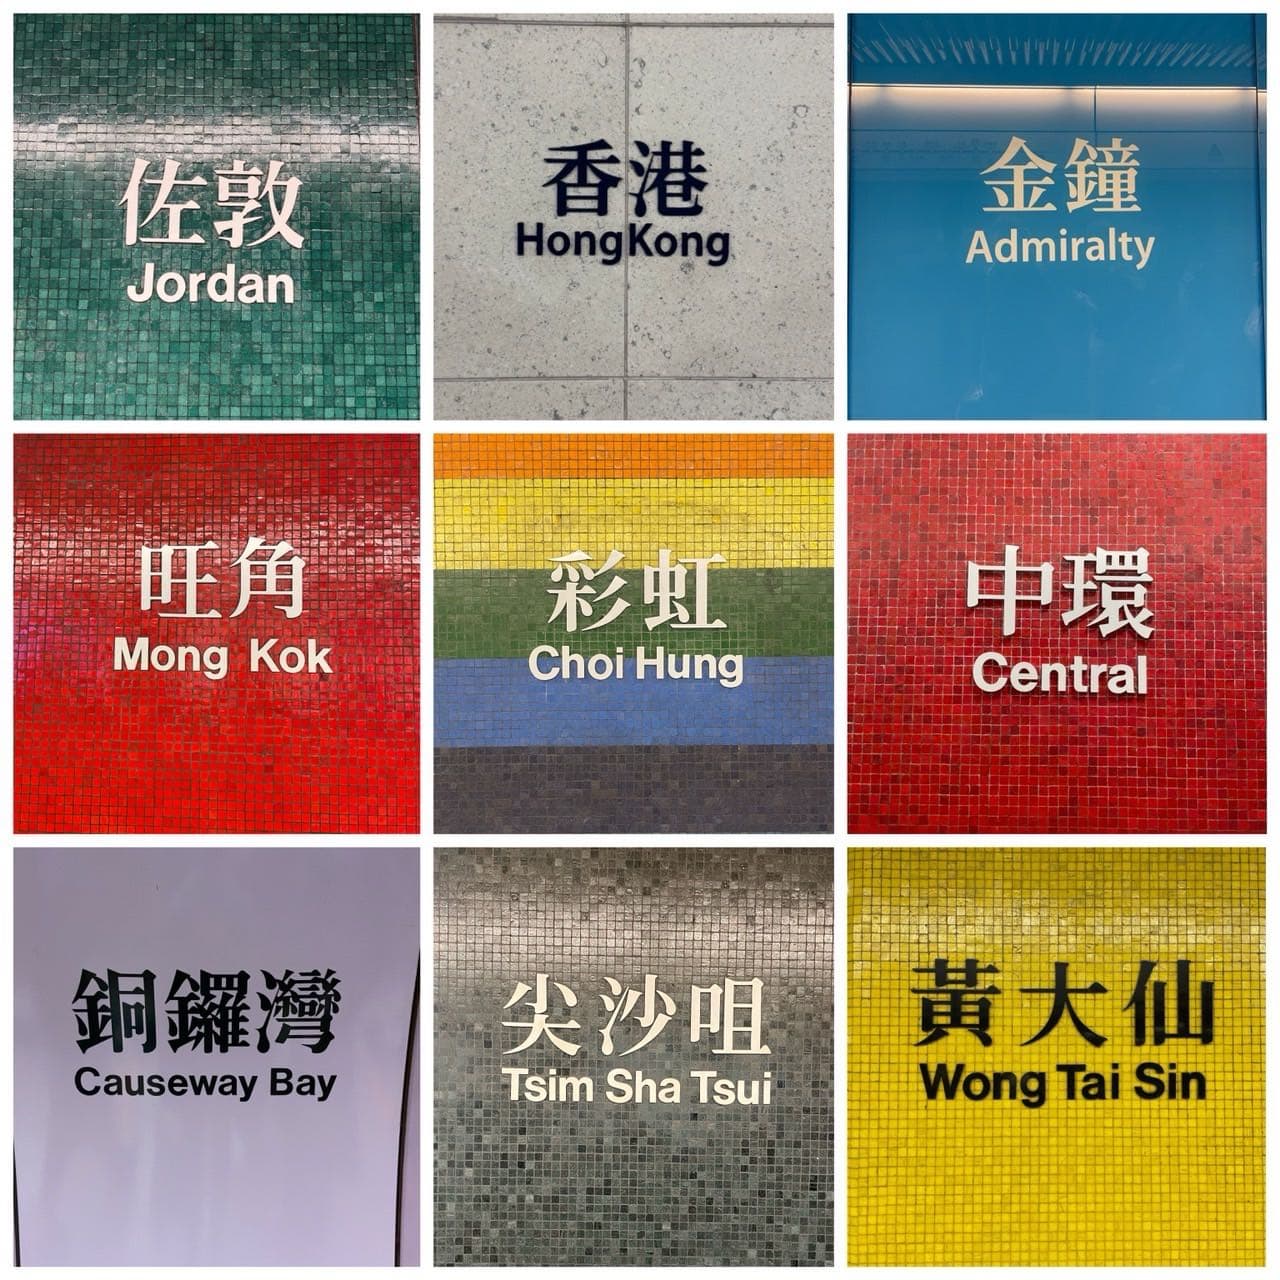 佐敦
Jordan
香港
HongKong
金鐘
Admiralty
旺角
Mong Kok
彩虹
Choi Hung
中環
Central
銅鑼灣
Causeway Bay
尖沙咀
Tsim Sha Tsui
黃大仙
Wong Tai Sin